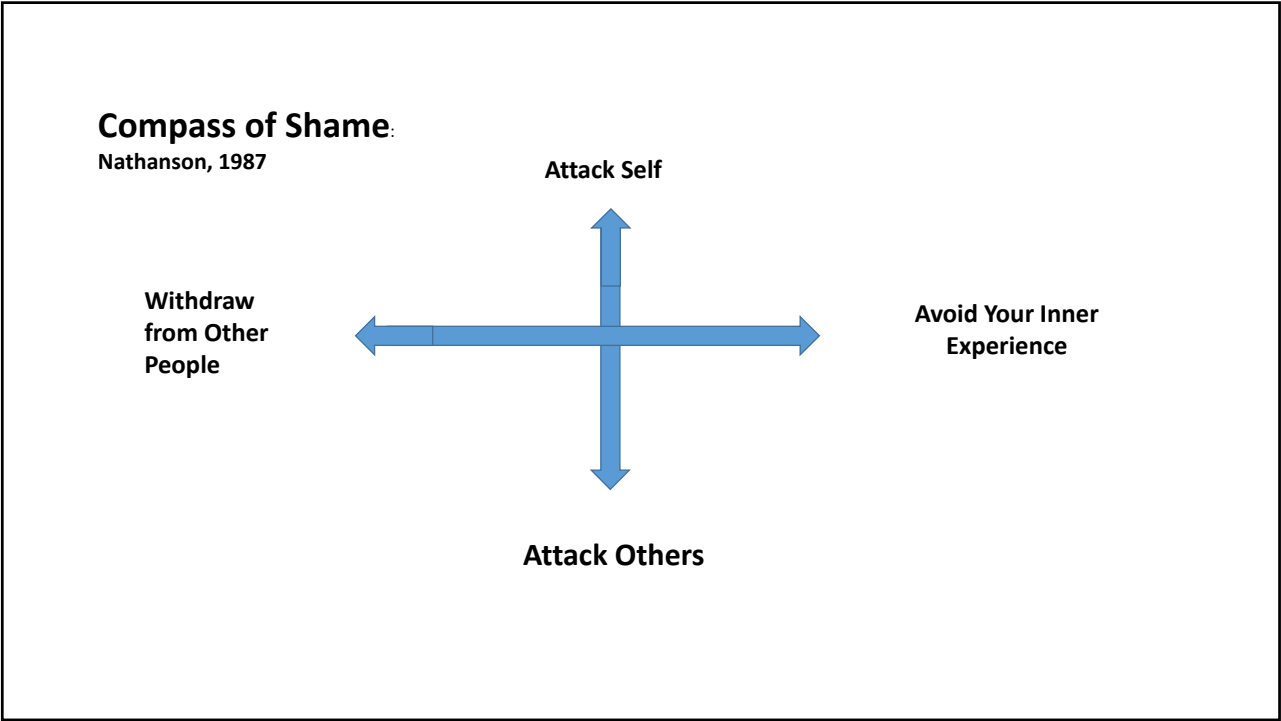 Compass of Shame:
Nathanson, 1987
Attack Self
Withdraw
from Other
People
Avoid Your Inner
Experience
Attack Others